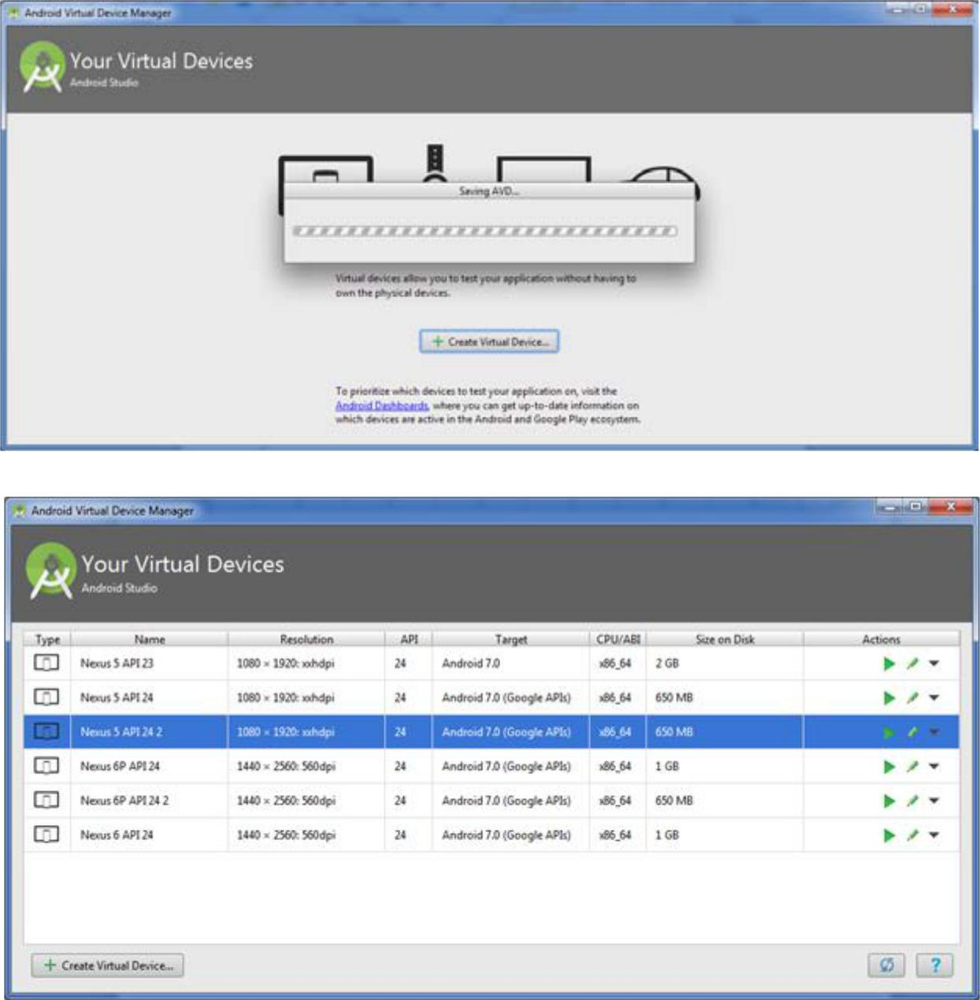 Android Virtual Device Manager
Your Virtual Devices
Android Studio
Saving AVD...
Virtual devices allow you to test your application without having to
own the physical devices.
Create Virtual Device...
To prioritize which devices to test your application on, visit the
Android Dashboards, where you can get up-to-date information on
which devices are active in the Android and Google Play ecosystem.
Android Virtual Device Manager
Your Virtual Devices
Android Studio
Type Name Resolution API Target CPU/ABI Size on Disk Actions
Nexus 5 API 23 1080 × 1920: xxhdpi 24 Android 7.0 x86_64 2 GB
Nexus 5 API 24 1080 × 1920: xxhdpi 24 Android 7.0 (Google APIs) x86_64 650 MB
Nexus 5 API 24 2 1080 × 1920: xxhdpi 24 Android 7.0 (Google APIs) x86_64 650 MB
Nexus 6P API 24 1440 × 2560: 560dpi 24 Android 7.0 (Google APIs) x86_64 1 GB
Nexus 6P API 24 2 1440 × 2560: 560dpi 24 Android 7.0 (Google APIs) x86_64 650 MB
Nexus 6 API 24 1440 × 2560: 560dpi 24 Android 7.0 (Google APIs) x86_64 1 GB
Create Virtual Device... ?